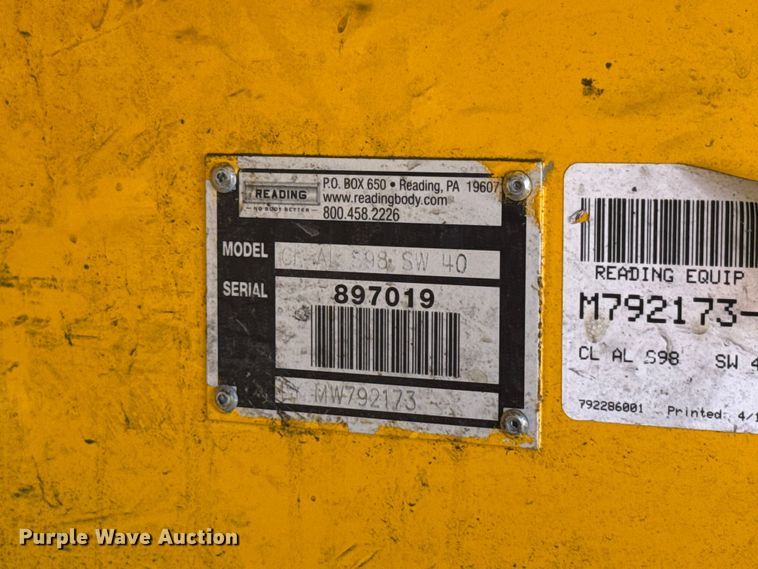 READING
NO BODY BETTER
P.O. BOX 650 • Reading, PA 19607
www.readingbody.com
800.458.2226
MODEL CL AL S98 SW 40
SERIAL 897019
MW792173
READING EQUIP
M792173-
CL AL S98 SW 4
792286001 Printed: 4/1
Purple Wave Auction